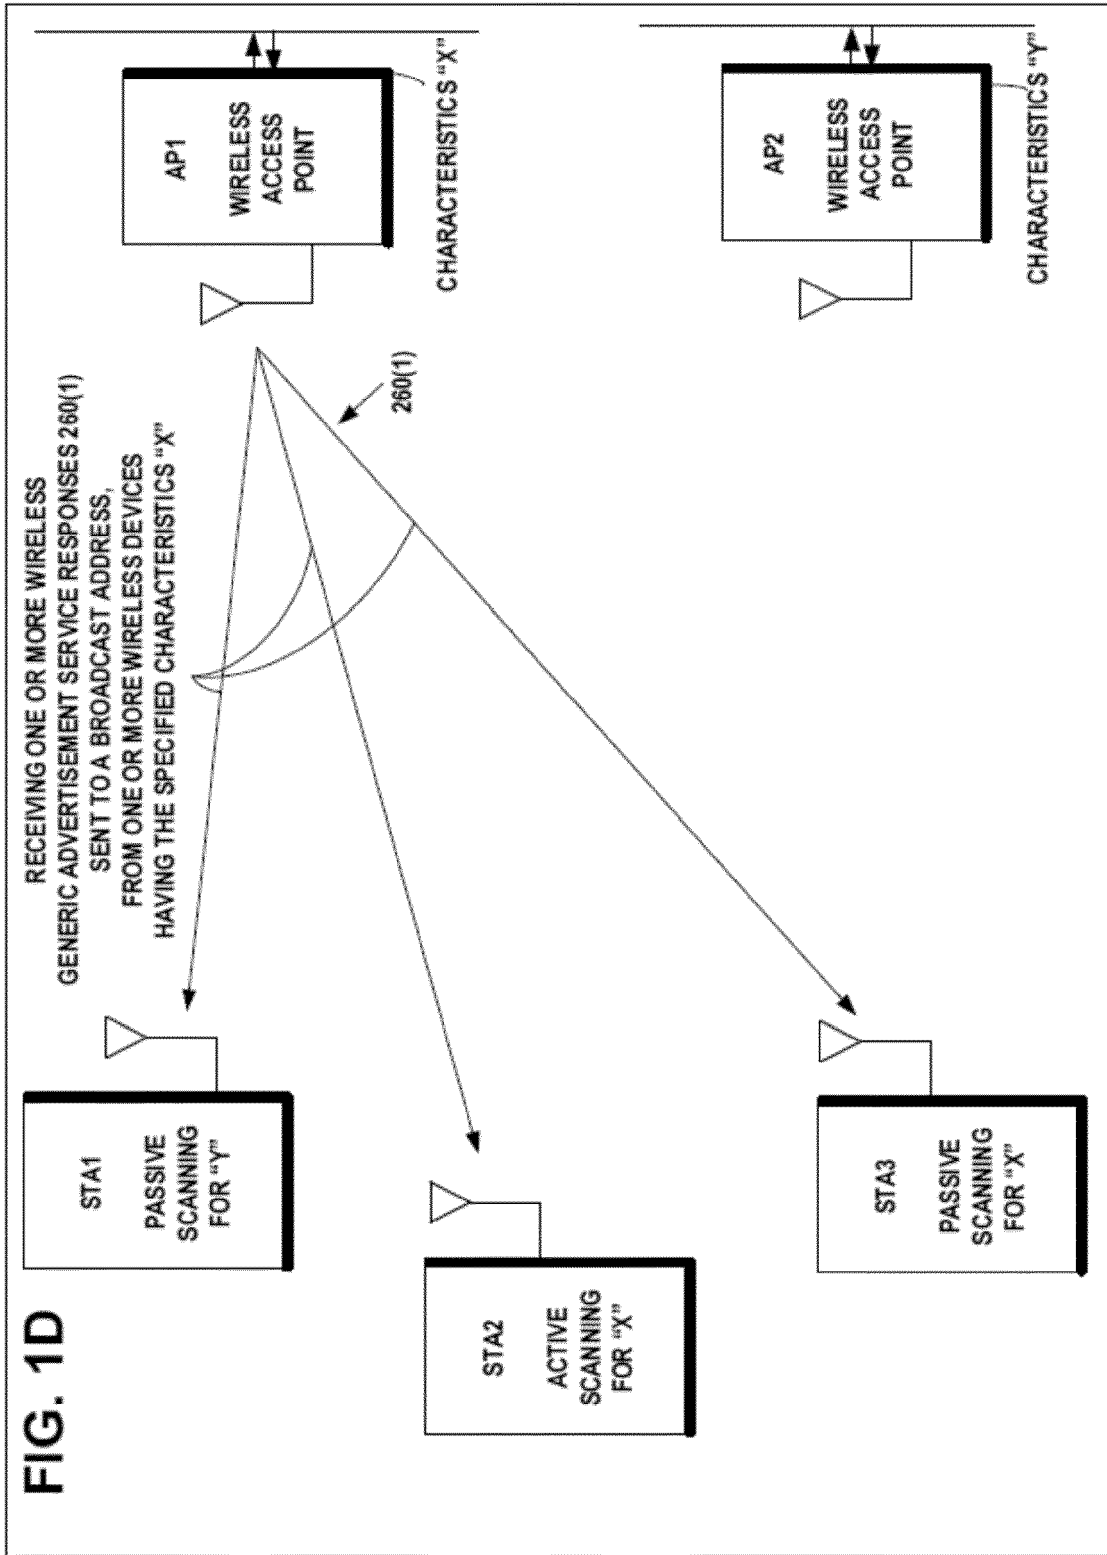 FIG. 1D
RECEIVING ONE OR MORE WIRELESS
GENERIC ADVERTISEMENT SERVICE RESPONSES 260(1)
SENT TO A BROADCAST ADDRESS,
FROM ONE OR MORE WIRELESS DEVICES
HAVING THE SPECIFIED CHARACTERISTICS "X"
STA1
PASSIVE
SCANNING
FOR "Y"
AP1
WIRELESS
ACCESS
POINT
CHARACTERISTICS "X"
260(1)
STA2
ACTIVE
SCANNING
FOR "X"
STA3
PASSIVE
SCANNING
FOR "X"
AP2
WIRELESS
ACCESS
POINT
CHARACTERISTICS "Y"